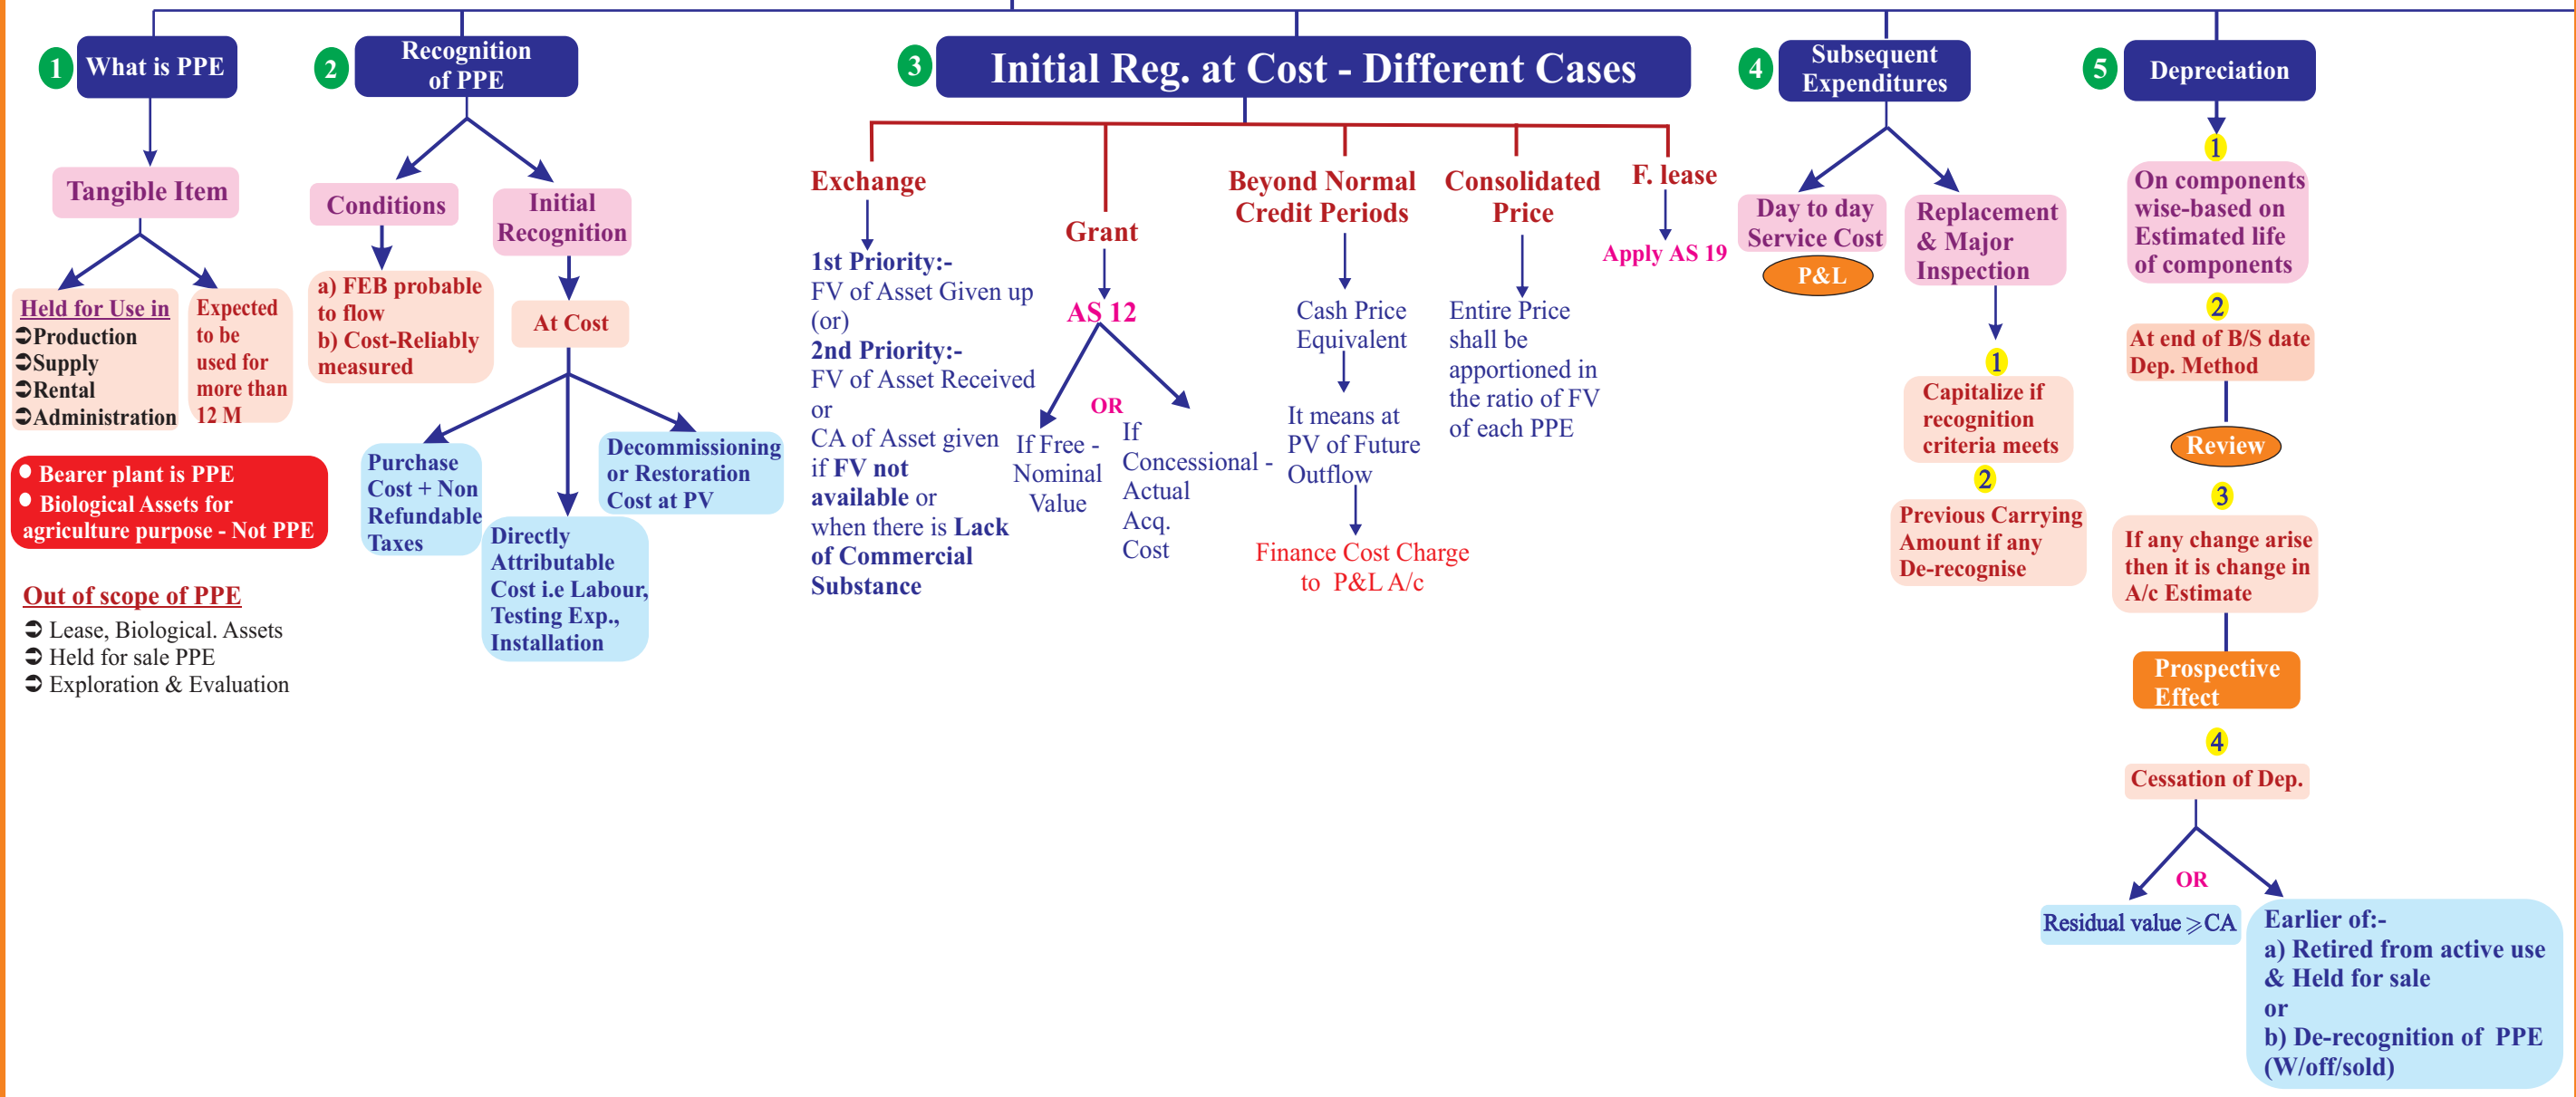 1
What is PPE
Tangible Item
Held for Use in
➲Production
➲Supply
➲Rental
➲Administration
Expected
to be
used for
more than
12 M
● Bearer plant is PPE
● Biological Assets for
agriculture purpose - Not PPE
Out of scope of PPE
➲ Lease, Biological. Assets
➲ Held for sale PPE
➲ Exploration & Evaluation
2
Recognition
of PPE
Conditions
a) FEB probable
to flow
b) Cost-Reliably
measured
Initial
Recognition
At Cost
Purchase
Cost + Non
Refundable
Taxes
Directly
Attributable
Cost i.e Labour,
Testing Exp.,
Installation
Decommissioning
or Restoration
Cost at PV
3
Initial Reg. at Cost - Different Cases
Exchange
1st Priority:-
FV of Asset Given up
(or)
2nd Priority:-
FV of Asset Received
or
CA of Asset given
if FV not
available or
when there is Lack
of Commercial
Substance
Grant
AS 12
OR
If Free -
Nominal
Value
If
Concessional -
Actual
Acq.
Cost
Beyond Normal
Credit Periods
Cash Price
Equivalent
It means at
PV of Future
Outflow
Finance Cost Charge
to P&L A/c
Consolidated
Price
Entire Price
shall be
apportioned in
the ratio of FV
of each PPE
F. lease
Apply AS 19
4
Subsequent
Expenditures
Day to day
Service Cost
P&L
Replacement
& Major
Inspection
1
Capitalize if
recognition
criteria meets
2
Previous Carrying
Amount if any
De-recognise
5
Depreciation
1
On components
wise-based on
Estimated life
of components
2
At end of B/S date
Dep. Method
Review
3
If any change arise
then it is change in
A/c Estimate
Prospective
Effect
4
Cessation of Dep.
OR
Residual value ⩾CA
Earlier of:-
a) Retired from active use
& Held for sale
or
b) De-recognition of PPE
(W/off/sold)